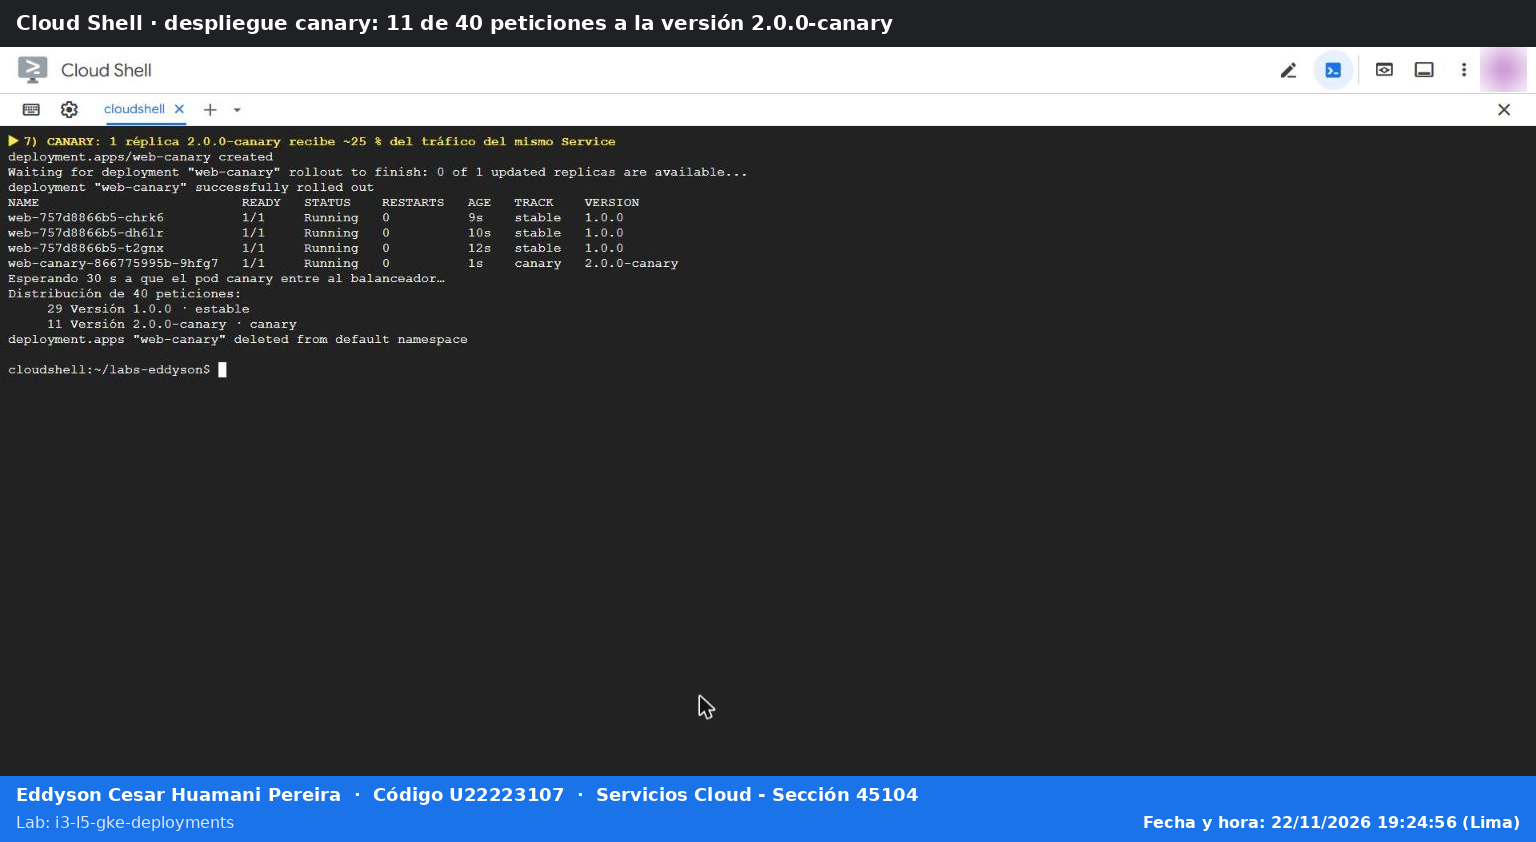 Cloud Shell · despliegue canary: 11 de 40 peticiones a la versión 2.0.0-canary
Cloud Shell
cloudshell
▶ 7) CANARY: 1 réplica 2.0.0-canary recibe ~25 % del tráfico del mismo Service
deployment.apps/web-canary created
Waiting for deployment "web-canary" rollout to finish: 0 of 1 updated replicas are available...
deployment "web-canary" successfully rolled out
NAME READY STATUS RESTARTS AGE TRACK VERSION
web-757d8866b5-chrk6 1/1 Running 0 9s stable 1.0.0
web-757d8866b5-dh6lr 1/1 Running 0 10s stable 1.0.0
web-757d8866b5-t2gnx 1/1 Running 0 12s stable 1.0.0
web-canary-866775995b-9hfg7 1/1 Running 0 1s canary 2.0.0-canary
Esperando 30 s a que el pod canary entre al balanceador…
Distribución de 40 peticiones:
29 Versión 1.0.0 · estable
11 Versión 2.0.0-canary · canary
deployment.apps "web-canary" deleted from default namespace
cloudshell:~/labs-eddyson$
Eddyson Cesar Huamani Pereira · Código U22223107 · Servicios Cloud - Sección 45104
Lab: i3-l5-gke-deployments
Fecha y hora: 22/11/2026 19:24:56 (Lima)